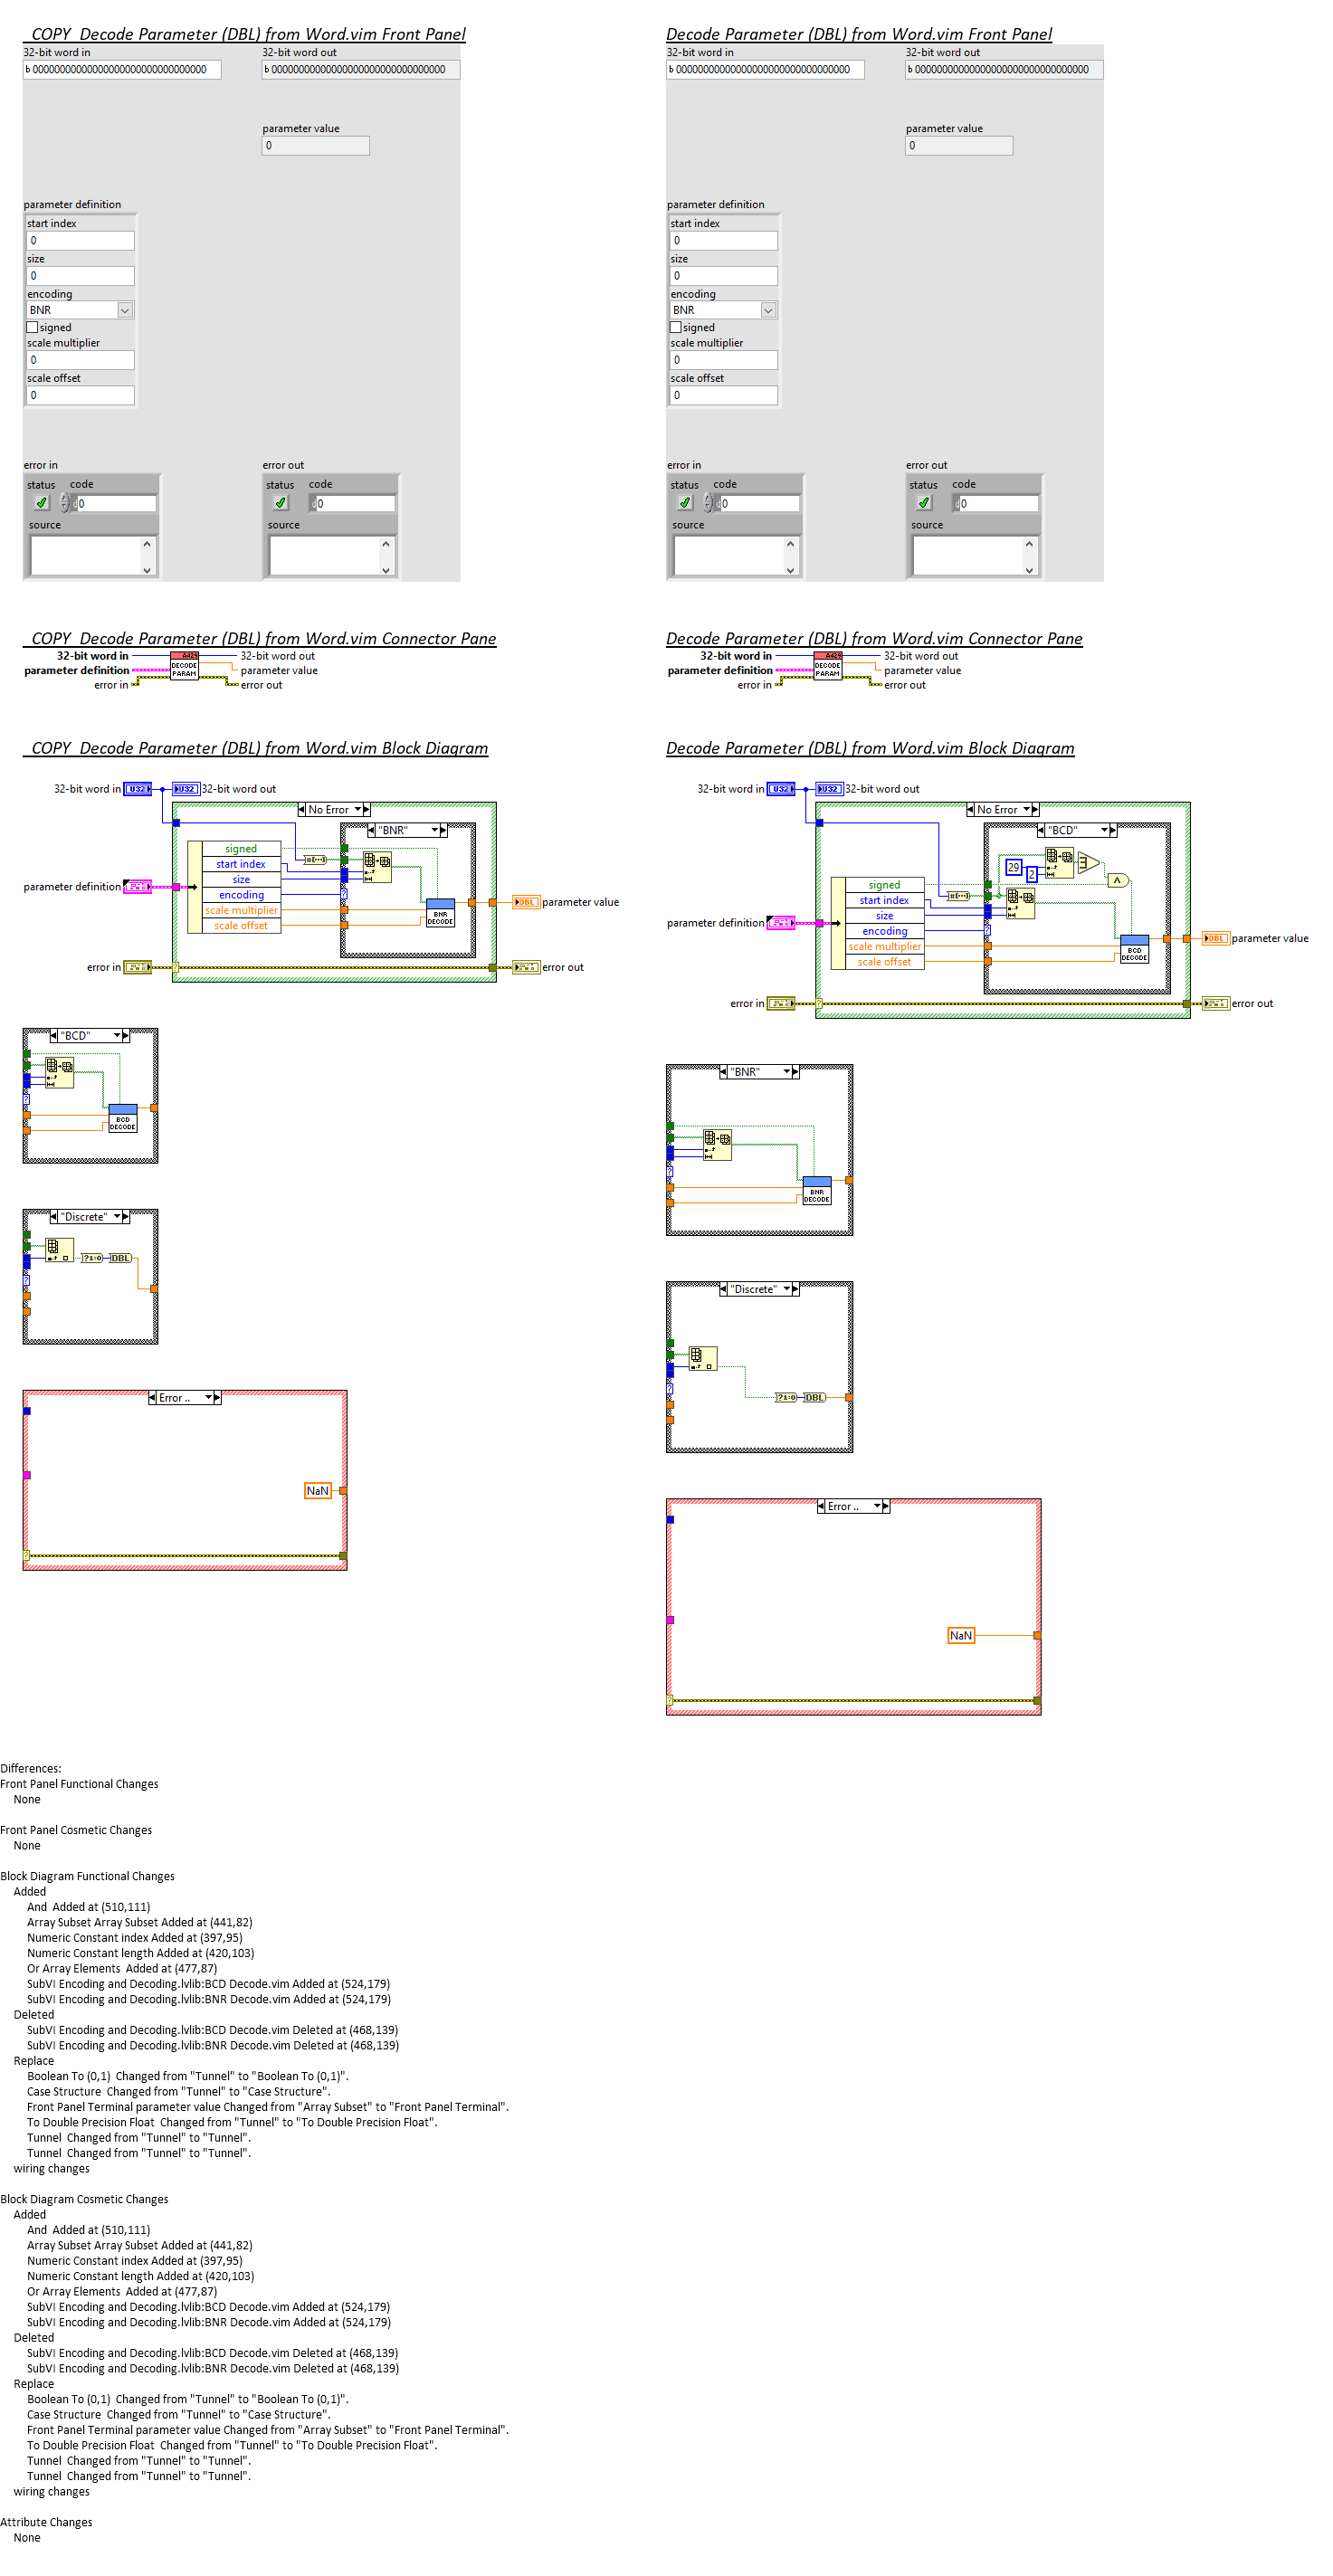 _COPY_Decode Parameter (DBL) from Word.vim Front Panel
32-bit word in
32-bit word out
b 00000000000000000000000000000000
b 00000000000000000000000000000000
parameter value
0
parameter definition
start index
0
size
0
encoding
BNR
signed
scale multiplier
0
scale offset
0
error in
error out
status code
status code
0
0
source
source
Decode Parameter (DBL) from Word.vim Front Panel
32-bit word in
32-bit word out
b 00000000000000000000000000000000
b 00000000000000000000000000000000
parameter value
0
parameter definition
start index
0
size
0
encoding
BNR
signed
scale multiplier
0
scale offset
0
error in
error out
status code
status code
0
0
source
source
_COPY_Decode Parameter (DBL) from Word.vim Connector Pane
32-bit word in
parameter definition
error in
A429
DECODE
PARAM
32-bit word out
parameter value
error out
Decode Parameter (DBL) from Word.vim Connector Pane
32-bit word in
parameter definition
error in
A429
DECODE
PARAM
32-bit word out
parameter value
error out
_COPY_Decode Parameter (DBL) from Word.vim Block Diagram
32-bit word in
U32
U32
32-bit word out
No Error
"BNR"
signed
start index
size
encoding
scale multiplier
scale offset
parameter definition
BNR
DECODE
DBL
parameter value
error in
error out
"BCD"
BCD
DECODE
"Discrete"
?1:0
DBL
Error ..
NaN
Decode Parameter (DBL) from Word.vim Block Diagram
32-bit word in
U32
U32
32-bit word out
No Error
"BCD"
29
2
signed
start index
size
encoding
scale multiplier
scale offset
parameter definition
BCD
DECODE
DBL
parameter value
error in
error out
"BNR"
BNR
DECODE
"Discrete"
?1:0
DBL
Error ..
NaN
Differences:
Front Panel Functional Changes
None
Front Panel Cosmetic Changes
None
Block Diagram Functional Changes
Added
And  Added at (510,111)
Array Subset Array Subset Added at (441,82)
Numeric Constant index Added at (397,95)
Numeric Constant length Added at (420,103)
Or Array Elements  Added at (477,87)
SubVI Encoding and Decoding.lvlib:BCD Decode.vim Added at (524,179)
SubVI Encoding and Decoding.lvlib:BNR Decode.vim Added at (524,179)
Deleted
SubVI Encoding and Decoding.lvlib:BCD Decode.vim Deleted at (468,139)
SubVI Encoding and Decoding.lvlib:BNR Decode.vim Deleted at (468,139)
Replace
Boolean To (0,1)  Changed from "Tunnel" to "Boolean To (0,1)".
Case Structure  Changed from "Tunnel" to "Case Structure".
Front Panel Terminal parameter value Changed from "Array Subset" to "Front Panel Terminal".
To Double Precision Float  Changed from "Tunnel" to "To Double Precision Float".
Tunnel  Changed from "Tunnel" to "Tunnel".
Tunnel  Changed from "Tunnel" to "Tunnel".
wiring changes
Block Diagram Cosmetic Changes
Added
And  Added at (510,111)
Array Subset Array Subset Added at (441,82)
Numeric Constant index Added at (397,95)
Numeric Constant length Added at (420,103)
Or Array Elements  Added at (477,87)
SubVI Encoding and Decoding.lvlib:BCD Decode.vim Added at (524,179)
SubVI Encoding and Decoding.lvlib:BNR Decode.vim Added at (524,179)
Deleted
SubVI Encoding and Decoding.lvlib:BCD Decode.vim Deleted at (468,139)
SubVI Encoding and Decoding.lvlib:BNR Decode.vim Deleted at (468,139)
Replace
Boolean To (0,1)  Changed from "Tunnel" to "Boolean To (0,1)".
Case Structure  Changed from "Tunnel" to "Case Structure".
Front Panel Terminal parameter value Changed from "Array Subset" to "Front Panel Terminal".
To Double Precision Float  Changed from "Tunnel" to "To Double Precision Float".
Tunnel  Changed from "Tunnel" to "Tunnel".
Tunnel  Changed from "Tunnel" to "Tunnel".
wiring changes
Attribute Changes
None